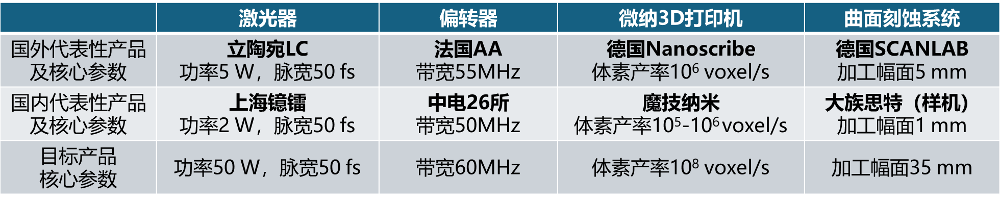 激光器
偏转器
微纳3D打印机
曲面刻蚀系统
国外代表性产品
及核心参数
立陶宛LC
功率5 W，脉宽50 fs
法国AA
带宽55MHz
德国Nanoscribe
体素产率10⁶ voxel/s
德国SCANLAB
加工幅面5 mm
国内代表性产品
及核心参数
上海镱镭
功率2 W，脉宽50 fs
中电26所
带宽50MHz
魔技纳米
体素产率10⁵-10⁶ voxel/s
大族思特（样机）
加工幅面1 mm
目标产品
核心参数
功率50 W，脉宽50 fs
带宽60MHz
体素产率10⁸ voxel/s
加工幅面35 mm